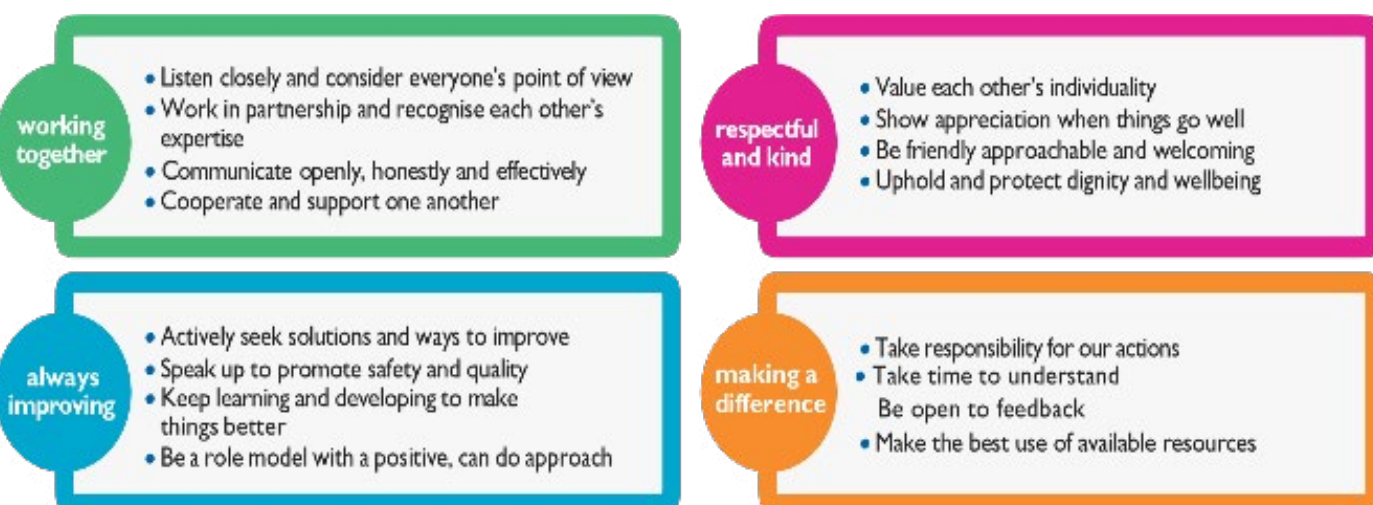 working
together
• Listen closely and consider everyone's point of view
• Work in partnership and recognise each other's
expertise
• Communicate openly, honestly and effectively
• Cooperate and support one another
respectful
and kind
• Value each other's individuality
• Show appreciation when things go well
• Be friendly approachable and welcoming
• Uphold and protect dignity and wellbeing
always
improving
• Actively seek solutions and ways to improve
• Speak up to promote safety and quality
• Keep learning and developing to make
things better
• Be a role model with a positive, can do approach
making a
difference
• Take responsibility for our actions
• Take time to understand
Be open to feedback
• Make the best use of available resources